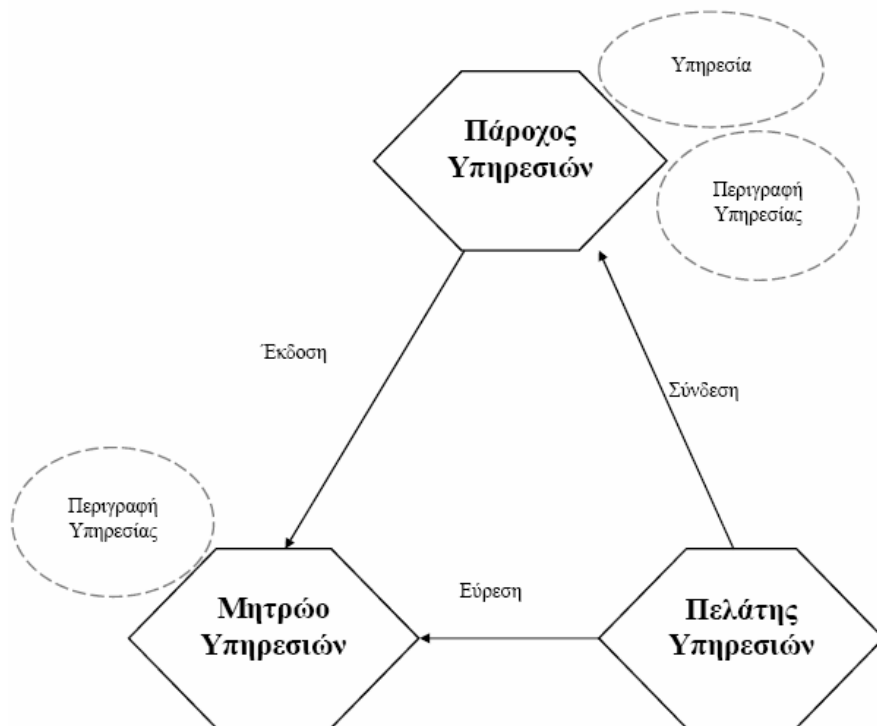 Υπηρεσία
Πάροχος
Υπηρεσιών
Περιγραφή
Υπηρεσίας
Έκδοση
Σύνδεση
Περιγραφή
Υπηρεσίας
Μητρώο
Υπηρεσιών
Εύρεση
Πελάτης
Υπηρεσιών